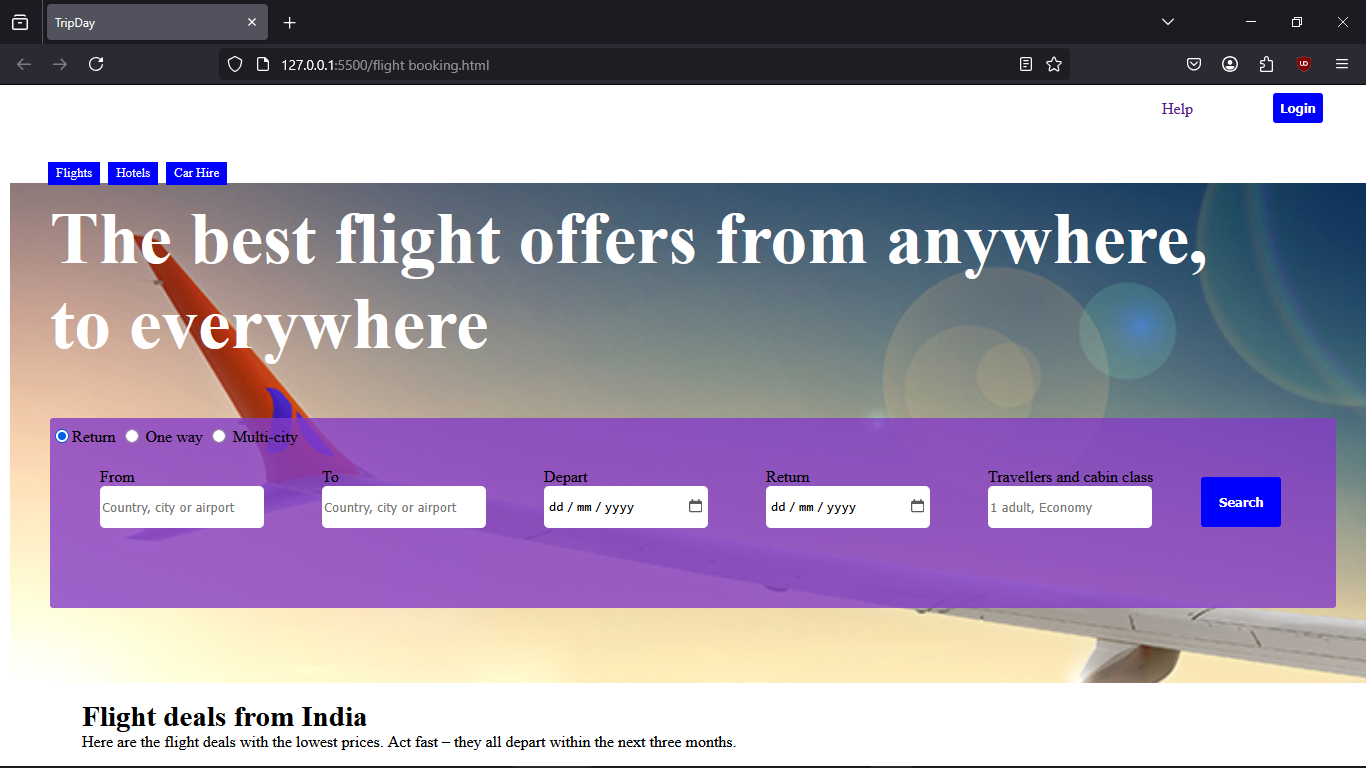 TripDay
127.0.0.1:5500/flight booking.html
Help
Login
Flights Hotels Car Hire
The best flight offers from anywhere,
to everywhere
Return One way Multi-city
From To Depart Return Travellers and cabin class
Country, city or airport Country, city or airport dd / mm / yyyy dd / mm / yyyy 1 adult, Economy Search
Flight deals from India
Here are the flight deals with the lowest prices. Act fast – they all depart within the next three months.